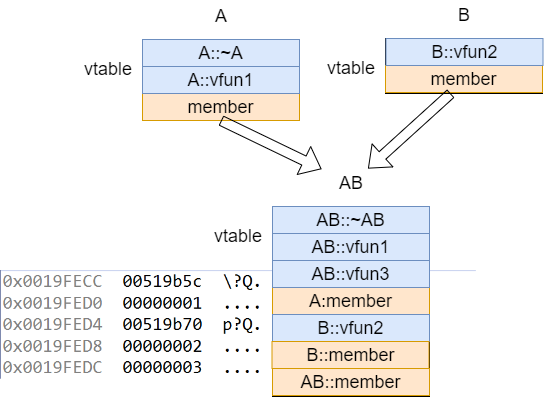 A
B
vtable
A::~A
A::vfun1
member
vtable
B::vfun2
member
AB
vtable
AB::~AB
AB::vfun1
AB::vfun3
A:member
B::vfun2
B::member
AB::member
0x0019FECC 00519b5c \?Q.
0x0019FED0 00000001 ....
0x0019FED4 00519b70 p?Q.
0x0019FED8 00000002 ....
0x0019FEDC 00000003 ....